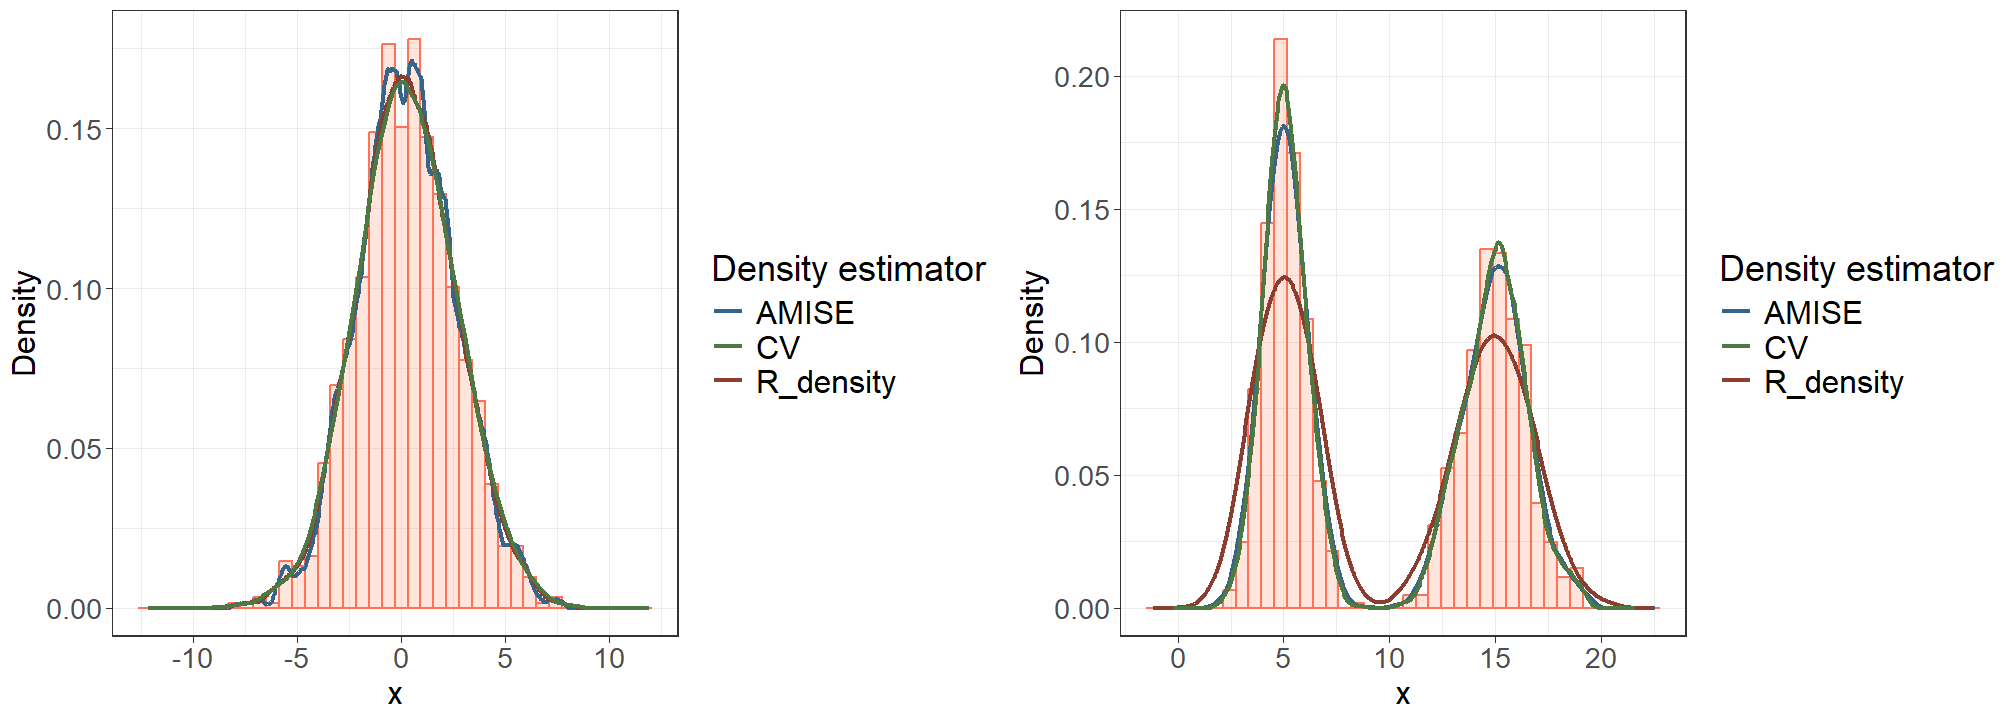 Density
0.15
0.10
0.05
0.00
-10 -5 0 5 10
x
Density estimator
AMISE
CV
R_density
Density
0.20
0.15
0.10
0.05
0.00
0 5 10 15 20
x
Density estimator
AMISE
CV
R_density